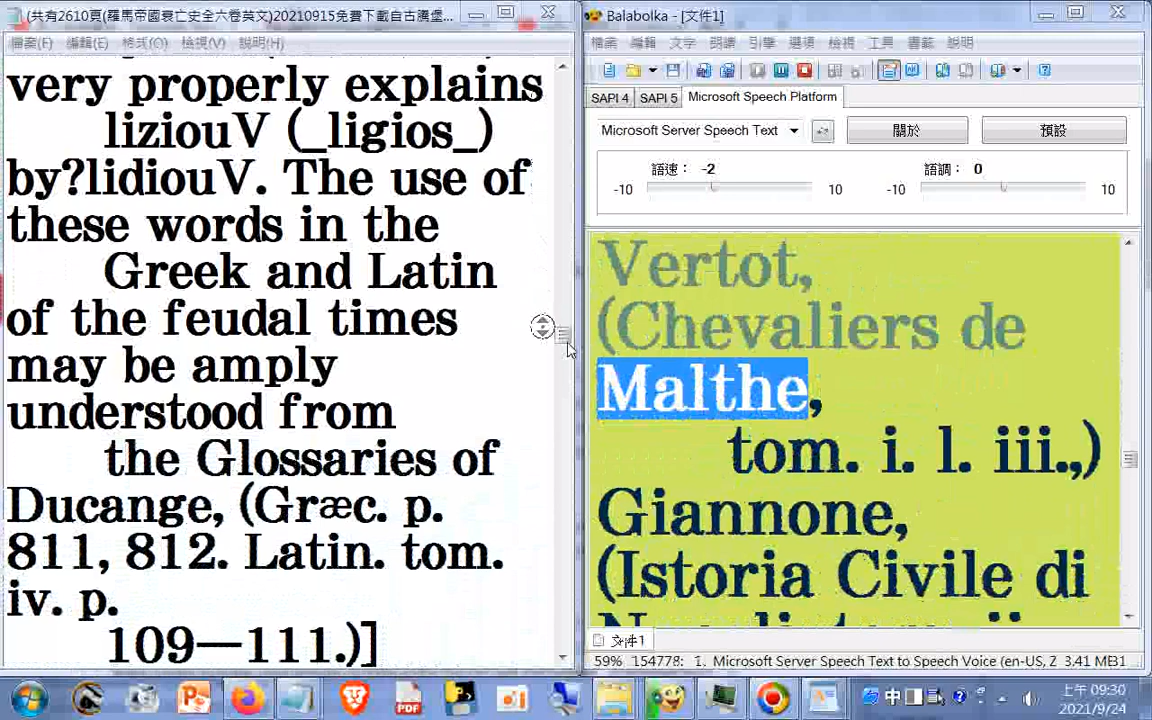 (共有2610頁(羅馬帝國衰亡史全六卷英文)20210915免費下載自古騰堡...
檔案(F) 編輯(E) 格式(O) 檢視(V) 說明(H)
very properly explains
liziouV (_ligios_)
by?lidiouV. The use of
these words in the
Greek and Latin
of the feudal times
may be amply
understood from
the Glossaries of
Ducange, (Græc. p.
811, 812. Latin. tom.
iv. p.
109—111.)]
Balabolka - [文件1]
檔案 編輯 文字 朗讀 引擎 選項 檢視 工具 書籤 說明
SAPI 4 SAPI 5 Microsoft Speech Platform
Microsoft Server Speech Text 關於 預設
語速： -2 語調： 0
-10 10 -10 10
Vertot,
(Chevaliers de
Malthe,
tom. i. l. iii.,)
Giannone,
(Istoria Civile di
文件1
59% 154778: 1. Microsoft Server Speech Text to Speech Voice (en-US, Z 3.41 MB1
中
上午 09:30
2021/9/24